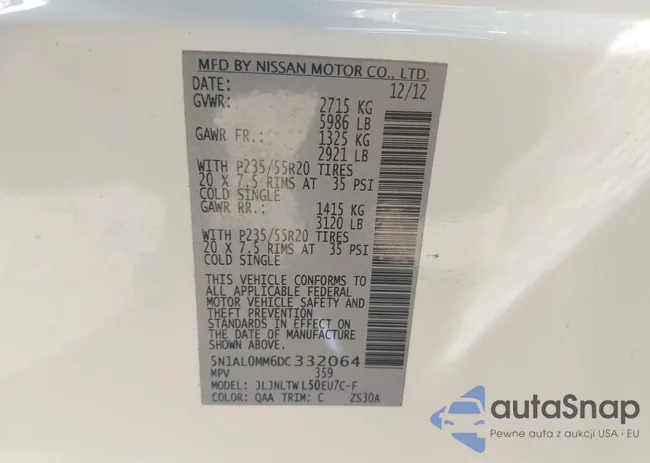 MFD BY NISSAN MOTOR CO., LTD.
DATE: 12/12
GVWR: 2715 KG
5986 LB
GAWR FR.: 1325 KG
2921 LB
WITH P235/55R20 TIRES
20 X 7.5 RIMS AT 35 PSI
COLD SINGLE
GAWR RR.: 1415 KG
3120 LB
WITH P235/55R20 TIRES
20 X 7.5 RIMS AT 35 PSI
COLD SINGLE
THIS VEHICLE CONFORMS TO
ALL APPLICABLE FEDERAL
MOTOR VEHICLE SAFETY AND
THEFT PREVENTION
STANDARDS IN EFFECT ON
THE DATE OF MANUFACTURE
SHOWN ABOVE.
5N1AL0MM6DC332064
MPV 359
MODEL: JLJNLTWL50EU7C-F
COLOR: QAA TRIM: C ZS30A
autaSnap
Pewne auta z aukcji USA i EU